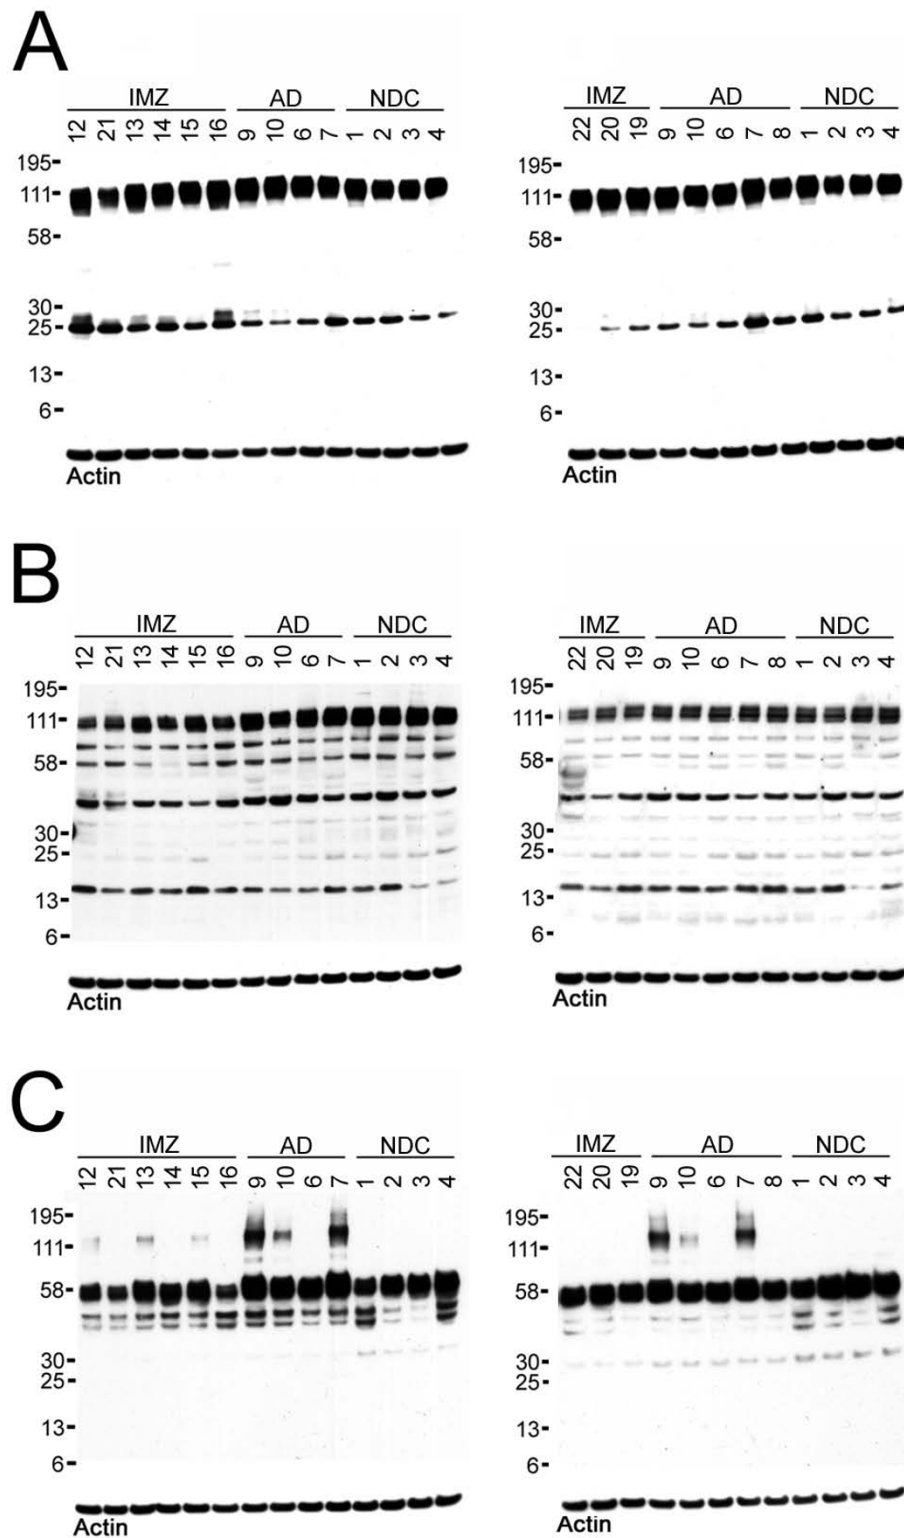 A
IMZ AD NDC
12 21 13 14 15 16 9 10 6 7 1 2 3 4
195-
111-
58-
30-
25-
13-
6-
Actin
IMZ AD NDC
22 20 19 9 10 6 7 8 1 2 3 4
195-
111-
58-
30-
25-
13-
6-
Actin
B
IMZ AD NDC
12 21 13 14 15 16 9 10 6 7 1 2 3 4
195-
111-
58-
30-
25-
13-
6-
Actin
IMZ AD NDC
22 20 19 9 10 6 7 8 1 2 3 4
195-
111-
58-
30-
25-
13-
6-
Actin
C
IMZ AD NDC
12 21 13 14 15 16 9 10 6 7 1 2 3 4
195-
111-
58-
30-
25-
13-
6-
Actin
IMZ AD NDC
22 20 19 9 10 6 7 8 1 2 3 4
195-
111-
58-
30-
25-
13-
6-
Actin